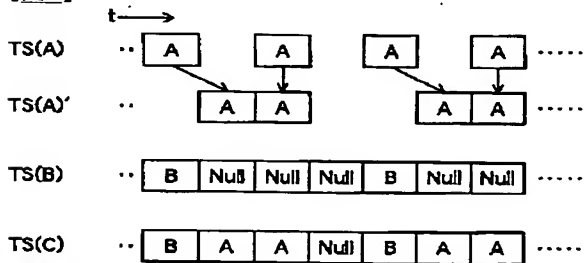 t
TS(A) ·· A A A A ·····
TS(A)′ ·· A A A A ·····
TS(B) ·· B Null Null Null B Null Null ·····
TS(C) ·· B A A Null B A A ·····